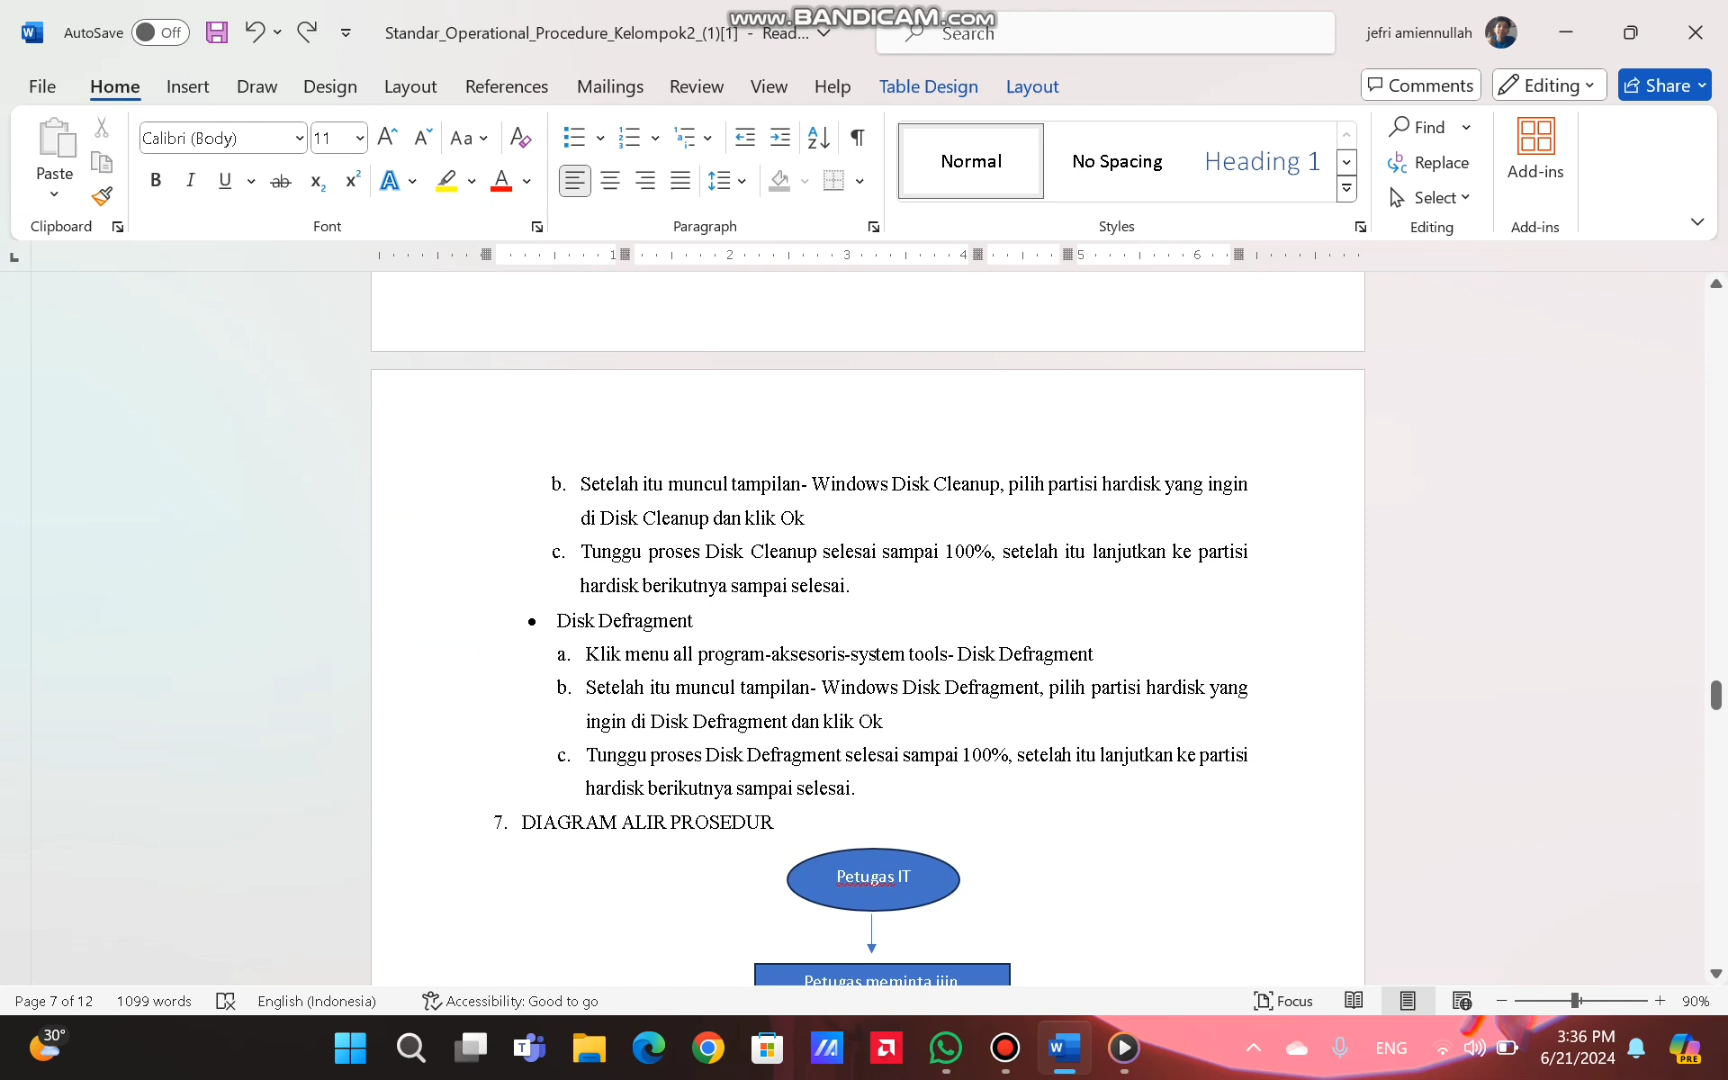 www.BANDICAM.com
AutoSave Off
Standar_Operational_Procedure_Kelompok2_(1)[1] - Read...
Search
jefri amiennullah
File Home Insert Draw Design Layout References Mailings Review View Help Table Design Layout
Comments Editing Share
Paste
Calibri (Body) 11
Normal
No Spacing
Heading 1
Find
Replace
Select
Add-ins
Clipboard Font Paragraph Styles Editing Add-ins
1 2 3 4 5 6
b. Setelah itu muncul tampilan- Windows Disk Cleanup, pilih partisi hardisk yang ingin
di Disk Cleanup dan klik Ok
c. Tunggu proses Disk Cleanup selesai sampai 100%, setelah itu lanjutkan ke partisi
hardisk berikutnya sampai selesai.
• Disk Defragment
a. Klik menu all program-aksesoris-system tools- Disk Defragment
b. Setelah itu muncul tampilan- Windows Disk Defragment, pilih partisi hardisk yang
ingin di Disk Defragment dan klik Ok
c. Tunggu proses Disk Defragment selesai sampai 100%, setelah itu lanjutkan ke partisi
hardisk berikutnya sampai selesai.
7. DIAGRAM ALIR PROSEDUR
Petugas IT
Petugas meminta ijin
Page 7 of 12 1099 words English (Indonesia) Accessibility: Good to go Focus 90%
30°
ENG
3:36 PM
6/21/2024
PRE